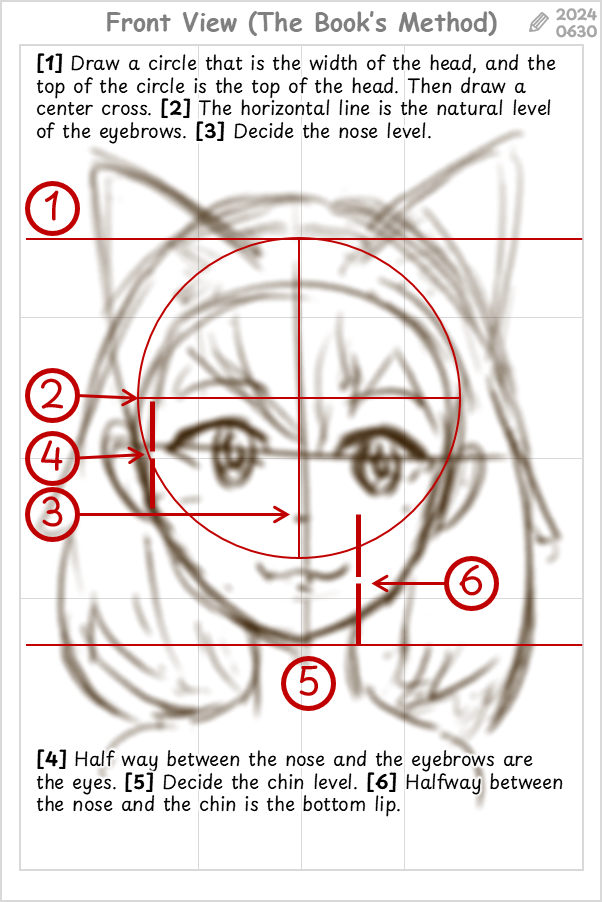 Front View (The Book's Method)
2024
0630
[1] Draw a circle that is the width of the head, and the
top of the circle is the top of the head. Then draw a
center cross. [2] The horizontal line is the natural level
of the eyebrows. [3] Decide the nose level.
1
2
4
3
6
5
[4] Half way between the nose and the eyebrows are
the eyes. [5] Decide the chin level. [6] Halfway between
the nose and the chin is the bottom lip.